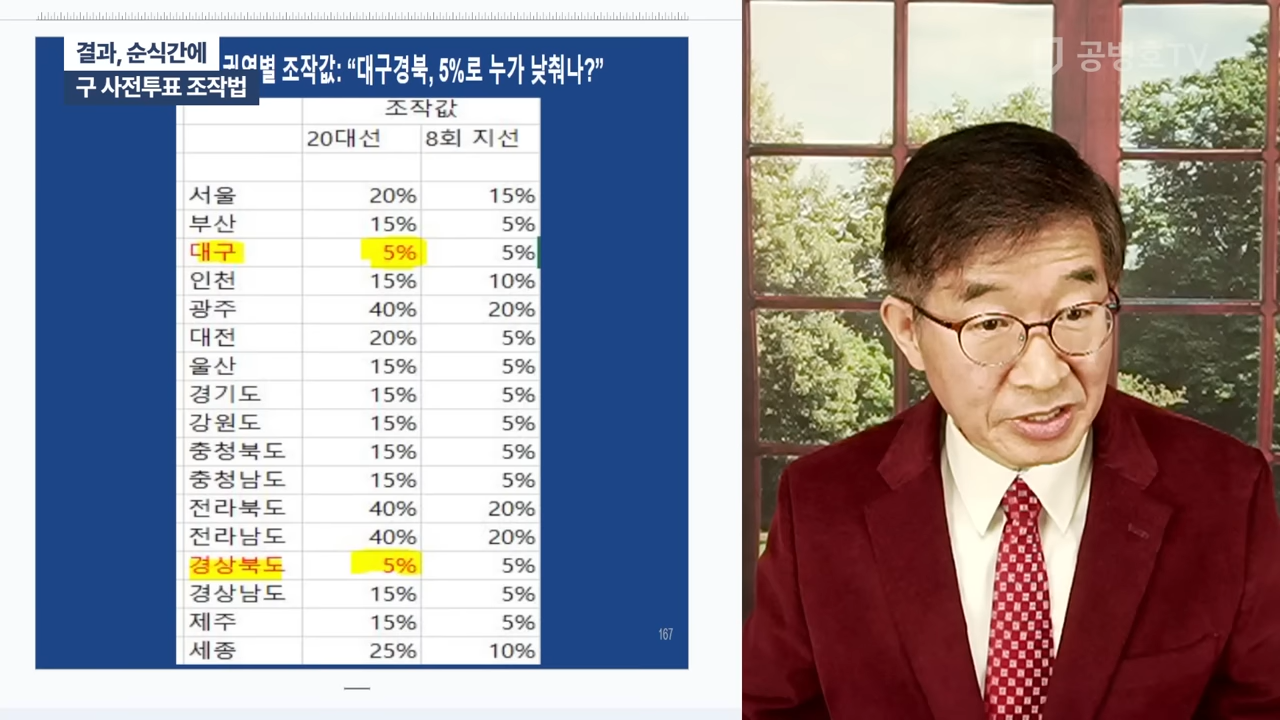 결과, 순식간에
구 사전투표 조작법
권역별 조작값: “대구경북, 5%로 누가 낮춰나?”
공병호TV
조작값
20대선 8회 지선
서울 20% 15%
부산 15% 5%
대구 5% 5%
인천 15% 10%
광주 40% 20%
대전 20% 5%
울산 15% 5%
경기도 15% 5%
강원도 15% 5%
충청북도 15% 5%
충청남도 15% 5%
전라북도 40% 20%
전라남도 40% 20%
경상북도 5% 5%
경상남도 15% 5%
제주 15% 5%
세종 25% 10%
167